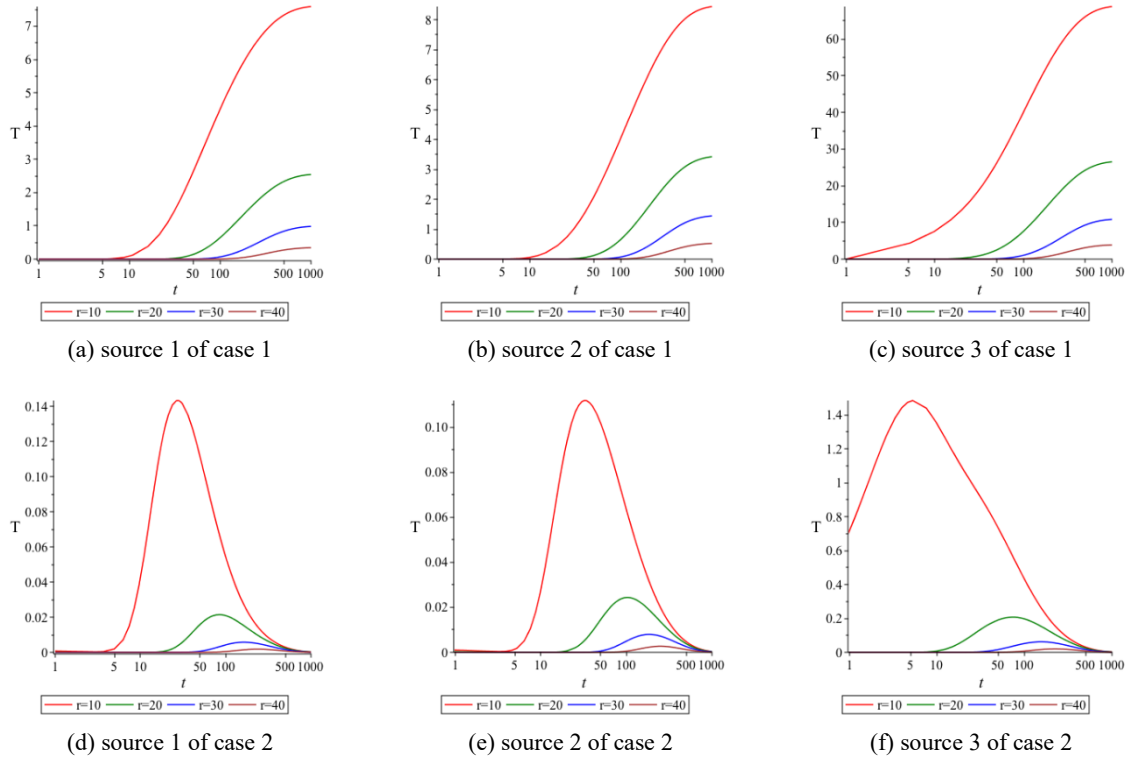 7
6
5
T 4
3
2
1
0
1 5 10 50 100 500 1000
t
r=10 r=20 r=30 r=40
(a) source 1 of case 1
8
7
6
5
T 4
3
2
1
0
1 5 10 50 100 500 1000
t
r=10 r=20 r=30 r=40
(b) source 2 of case 1
60
50
40
T
30
20
10
0
1 5 10 50 100 500 1000
t
r=10 r=20 r=30 r=40
(c) source 3 of case 1
0.14
0.12
0.10
0.08
T
0.06
0.04
0.02
0
1 5 10 50 100 500 1000
t
r=10 r=20 r=30 r=40
(d) source 1 of case 2
0.10
0.08
0.06
T
0.04
0.02
0
1 5 10 50 100 500 1000
t
r=10 r=20 r=30 r=40
(e) source 2 of case 2
1.4
1.2
1
0.8
T
0.6
0.4
0.2
0
1 5 10 50 100 500 1000
t
r=10 r=20 r=30 r=40
(f) source 3 of case 2